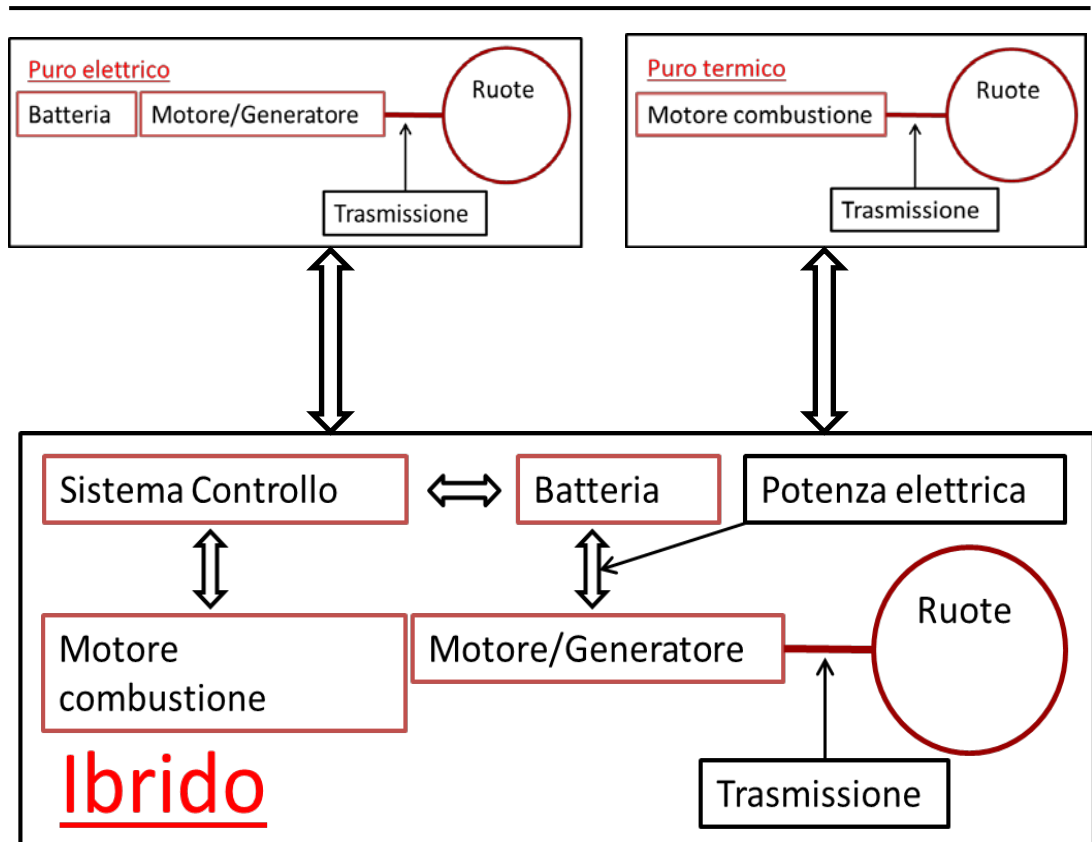 Puro elettrico
Batteria
Motore/Generatore
Ruote
Trasmissione
Puro termico
Motore combustione
Ruote
Trasmissione
Sistema Controllo
Batteria
Potenza elettrica
Motore
combustione
Motore/Generatore
Ruote
Ibrido
Trasmissione